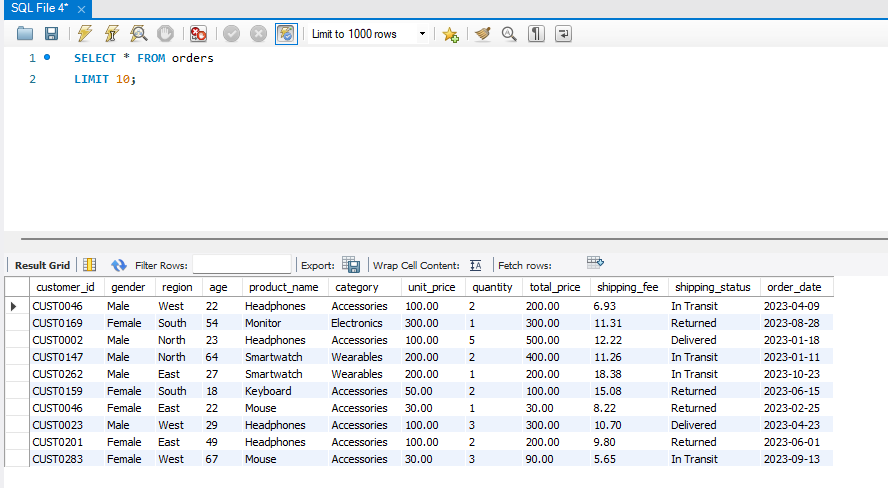 SQL File 4*
Limit to 1000 rows
1 SELECT * FROM orders
2 LIMIT 10;
Result Grid Filter Rows: Export: Wrap Cell Content: Fetch rows:
customer_id gender region age product_name category unit_price quantity total_price shipping_fee shipping_status order_date
CUST0046 Male West 22 Headphones Accessories 100.00 2 200.00 6.93 In Transit 2023-04-09
CUST0169 Female South 54 Monitor Electronics 300.00 1 300.00 11.31 Returned 2023-08-28
CUST0002 Male North 23 Headphones Accessories 100.00 5 500.00 12.22 Delivered 2023-01-18
CUST0147 Male North 64 Smartwatch Wearables 200.00 2 400.00 11.26 In Transit 2023-01-11
CUST0262 Male East 27 Smartwatch Wearables 200.00 1 200.00 18.38 In Transit 2023-10-23
CUST0159 Female South 18 Keyboard Accessories 50.00 2 100.00 15.08 Returned 2023-06-15
CUST0046 Female East 22 Mouse Accessories 30.00 1 30.00 8.22 Returned 2023-02-25
CUST0023 Male West 29 Headphones Accessories 100.00 3 300.00 10.70 Delivered 2023-04-23
CUST0201 Female East 49 Headphones Accessories 100.00 2 200.00 9.80 Returned 2023-06-01
CUST0283 Female West 67 Mouse Accessories 30.00 3 90.00 5.65 In Transit 2023-09-13